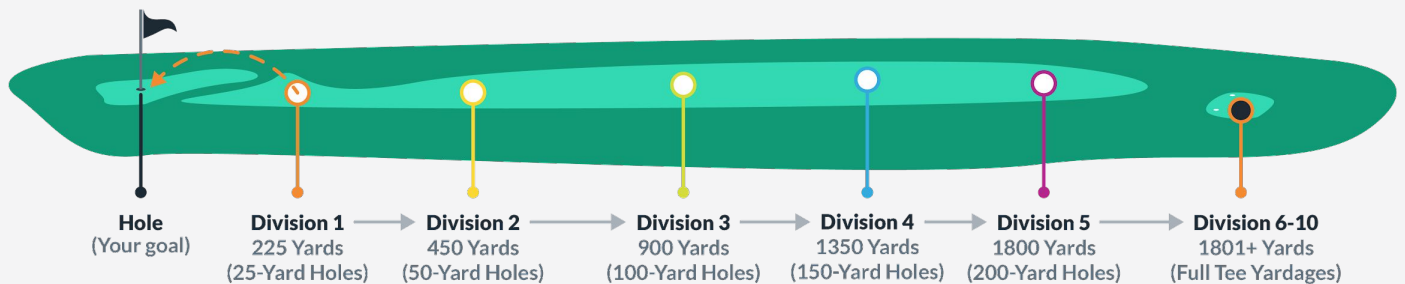 Hole
(Your goal)
Division 1
225 Yards
(25-Yard Holes)
Division 2
450 Yards
(50-Yard Holes)
Division 3
900 Yards
(100-Yard Holes)
Division 4
1350 Yards
(150-Yard Holes)
Division 5
1800 Yards
(200-Yard Holes)
Division 6-10
1801+ Yards
(Full Tee Yardages)